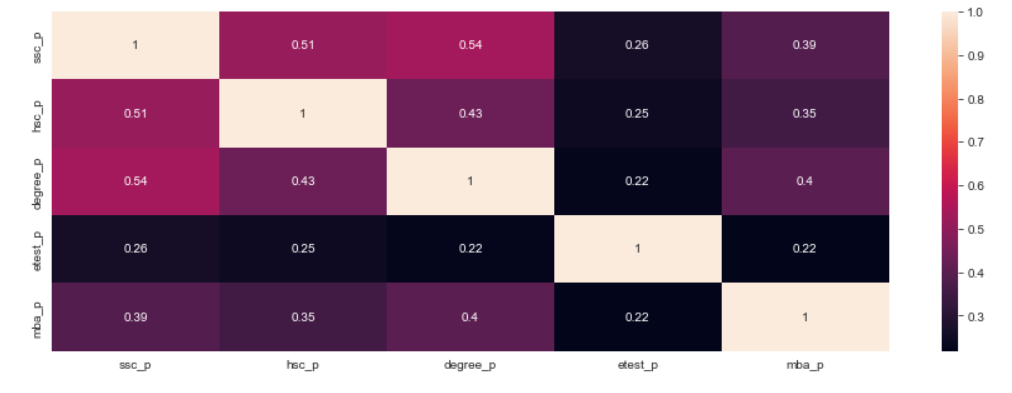 ssc_p 1 0.51 0.54 0.26 0.39
hsc_p 0.51 1 0.43 0.25 0.35
degree_p 0.54 0.43 1 0.22 0.4
etest_p 0.26 0.25 0.22 1 0.22
mba_p 0.39 0.35 0.4 0.22 1
ssc_p hsc_p degree_p etest_p mba_p
1.0
0.9
0.8
0.7
0.6
0.5
0.4
0.3